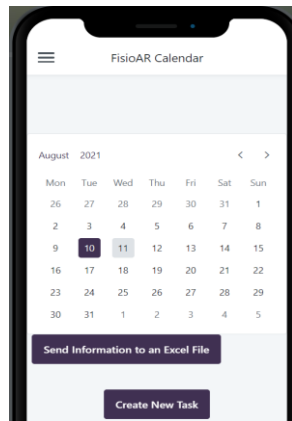 FisioAR Calendar
August 2021 < >
Mon Tue Wed Thu Fri Sat Sun
26 27 28 29 30 31 1
2 3 4 5 6 7 8
9 10 11 12 13 14 15
16 17 18 19 20 21 22
23 24 25 26 27 28 29
30 31 1 2 3 4 5
Send Information to an Excel File
Create New Task